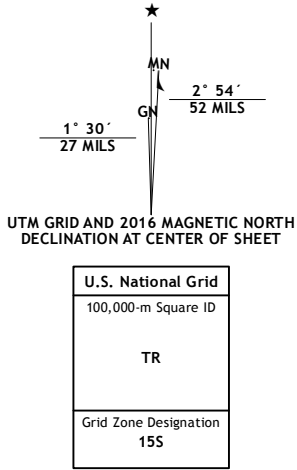 ★
MN
GN
2° 54´
52 MILS
1° 30´
27 MILS
UTM GRID AND 2016 MAGNETIC NORTH
DECLINATION AT CENTER OF SHEET
U.S. National Grid
100,000-m Square ID
TR
Grid Zone Designation
15S